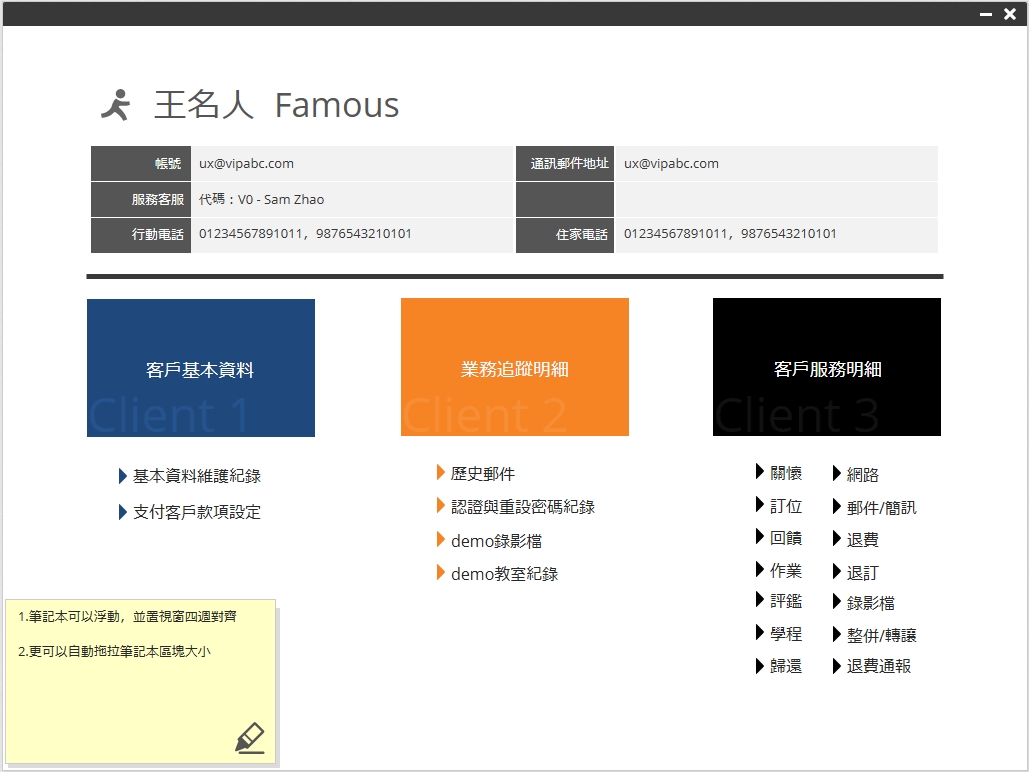 王名人 Famous
帳號 ux@vipabc.com 通訊郵件地址 ux@vipabc.com
服務客服 代碼：V0 - Sam Zhao
行動電話 01234567891011，9876543210101 住家電話 01234567891011，9876543210101
客戶基本資料
Client 1
業務追蹤明細
Client 2
客戶服務明細
Client 3
基本資料維護紀錄
支付客戶款項設定
歷史郵件
認證與重設密碼紀錄
demo錄影檔
demo教室紀錄
關懷 網路
訂位 郵件/簡訊
回饋 退費
作業 退訂
評鑑 錄影檔
學程 整併/轉讓
歸還 退費通報
1.筆記本可以浮動，並置視窗四週對齊
2.更可以自動拖拉筆記本區塊大小